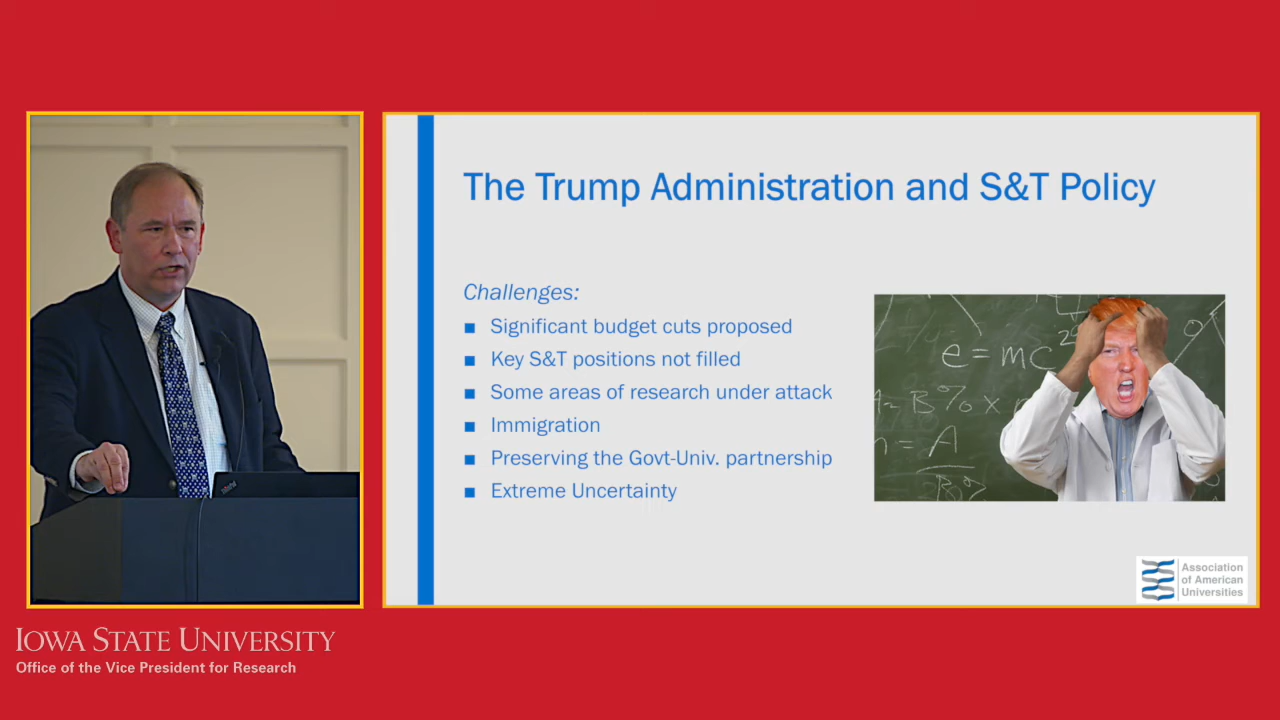 The Trump Administration and S&T Policy
Challenges:
Significant budget cuts proposed
Key S&T positions not filled
Some areas of research under attack
Immigration
Preserving the Govt-Univ. partnership
Extreme Uncertainty
e = mc²
= A
B%
Association
of American
Universities
IOWA STATE UNIVERSITY
Office of the Vice President for Research